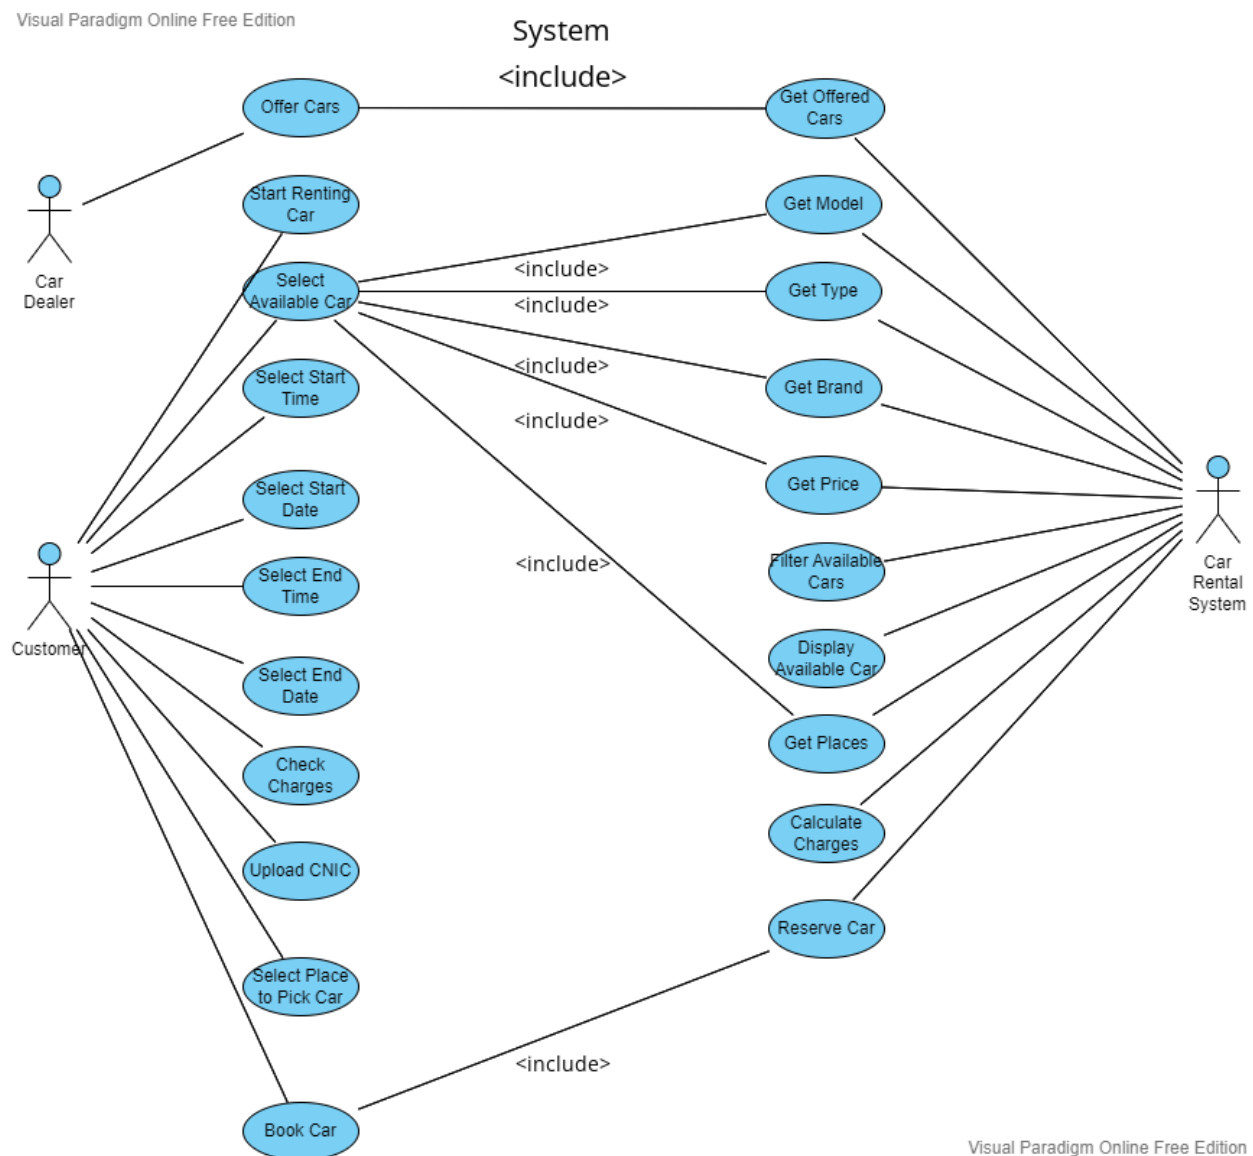 Visual Paradigm Online Free Edition
System
<include>
Offer Cars
Get Offered
Cars
Car
Dealer
Start Renting
Car
Get Model
Select
Available Car
<include>
Get Type
<include>
Select Start
Time
<include>
Get Brand
<include>
Select Start
Date
Get Price
Customer
Select End
Time
<include>
Filter Available
Cars
Car
Rental
System
Select End
Date
Display
Available Car
Check
Charges
Get Places
Upload CNIC
Calculate
Charges
Select Place
to Pick Car
Reserve Car
<include>
Book Car
Visual Paradigm Online Free Edition